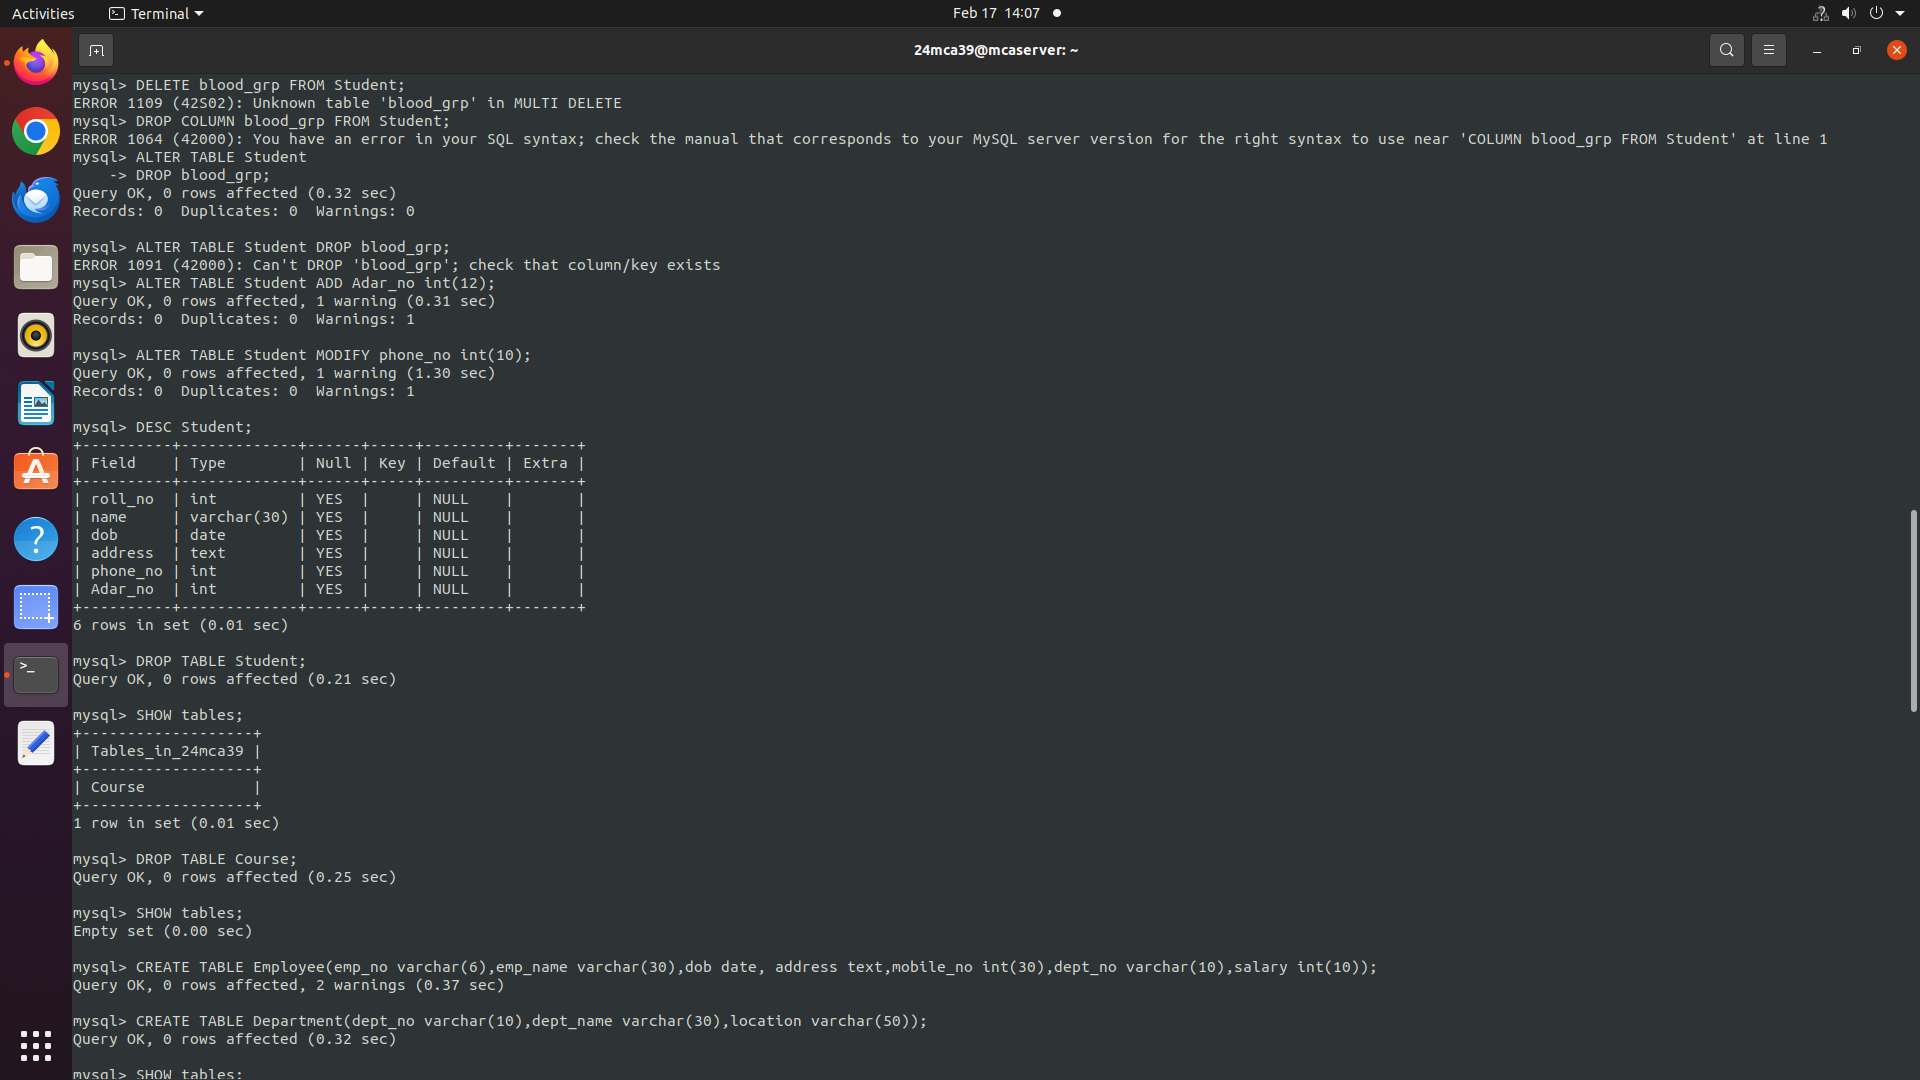 Activities
Terminal
Feb 17 14:07
24mca39@mcaserver: ~
mysql> DELETE blood_grp FROM Student;
ERROR 1109 (42S02): Unknown table 'blood_grp' in MULTI DELETE
mysql> DROP COLUMN blood_grp FROM Student;
ERROR 1064 (42000): You have an error in your SQL syntax; check the manual that corresponds to your MySQL server version for the right syntax to use near 'COLUMN blood_grp FROM Student' at line 1
mysql> ALTER TABLE Student
    -> DROP blood_grp;
Query OK, 0 rows affected (0.32 sec)
Records: 0  Duplicates: 0  Warnings: 0
mysql> ALTER TABLE Student DROP blood_grp;
ERROR 1091 (42000): Can't DROP 'blood_grp'; check that column/key exists
mysql> ALTER TABLE Student ADD Adar_no int(12);
Query OK, 0 rows affected, 1 warning (0.31 sec)
Records: 0  Duplicates: 0  Warnings: 1
mysql> ALTER TABLE Student MODIFY phone_no int(10);
Query OK, 0 rows affected, 1 warning (1.30 sec)
Records: 0  Duplicates: 0  Warnings: 1
mysql> DESC Student;
+----------+-------------+------+-----+---------+-------+
| Field    | Type        | Null | Key | Default | Extra |
+----------+-------------+------+-----+---------+-------+
| roll_no  | int         | YES  |     | NULL    |       |
| name     | varchar(30) | YES  |     | NULL    |       |
| dob      | date        | YES  |     | NULL    |       |
| address  | text        | YES  |     | NULL    |       |
| phone_no | int         | YES  |     | NULL    |       |
| Adar_no  | int         | YES  |     | NULL    |       |
+----------+-------------+------+-----+---------+-------+
6 rows in set (0.01 sec)
mysql> DROP TABLE Student;
Query OK, 0 rows affected (0.21 sec)
mysql> SHOW tables;
+-------------------+
| Tables_in_24mca39 |
+-------------------+
| Course            |
+-------------------+
1 row in set (0.01 sec)
mysql> DROP TABLE Course;
Query OK, 0 rows affected (0.25 sec)
mysql> SHOW tables;
Empty set (0.00 sec)
mysql> CREATE TABLE Employee(emp_no varchar(6),emp_name varchar(30),dob date, address text,mobile_no int(30),dept_no varchar(10),salary int(10));
Query OK, 0 rows affected, 2 warnings (0.37 sec)
mysql> CREATE TABLE Department(dept_no varchar(10),dept_name varchar(30),location varchar(50));
Query OK, 0 rows affected (0.32 sec)
mysql> SHOW tables;